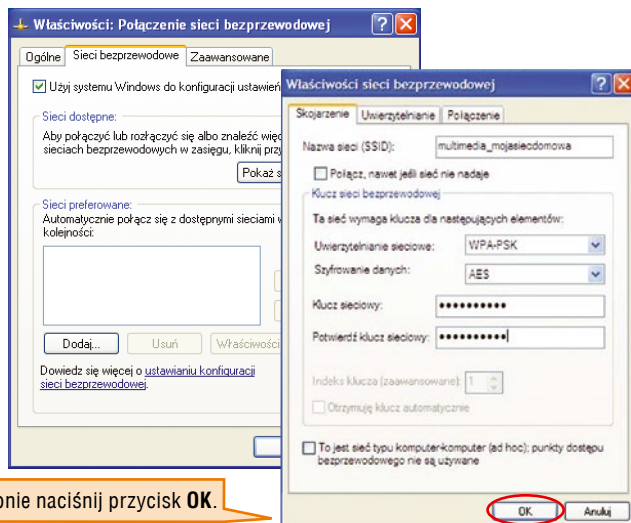 Właściwości: Połączenie sieci bezprzewodowej
Ogólne Sieci bezprzewodowe Zaawansowane
Użyj systemu Windows do konfiguracji ustawień
Sieci dostępne:
Aby połączyć lub rozłączyć się albo znaleźć
sieciach bezprzewodowych w zasięgu, kliknij
Pokaż
Sieci preferowane:
Automatycznie połącz się z dostępnymi sieciami
kolejności:
Dodaj... Usuń Właściwości
Dowiedz się więcej o ustawianiu konfiguracji
sieci bezprzewodowej.
Właściwości sieci bezprzewodowej
Skojarzenie Uwierzytelnianie Połączenie
Nazwa sieci (SSID): multimedia_mojasiecdomowa
Połącz, nawet jeśli sieć nie nadaje
Klucz sieci bezprzewodowej
Ta sieć wymaga klucza dla następujących elementów:
Uwierzytelnianie sieciowe: WPA-PSK
Szyfrowanie danych: AES
Klucz sieciowy: ••••••••••
Potwierdź klucz sieciowy: ••••••••••
Indeks klucza (zaawansowane): 1
Otrzymuję klucz automatycznie
To jest sieć typu komputer-komputer (ad hoc); punkty dostępu
bezprzewodowego nie są używane
OK Anuluj
naciśnij przycisk OK.